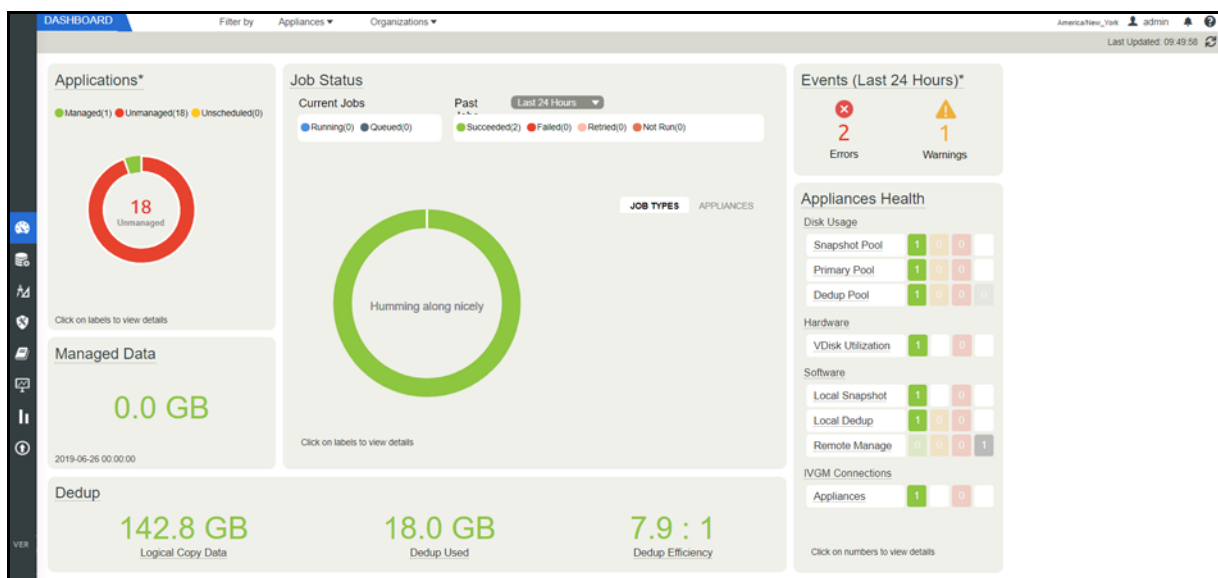 DASHBOARD
Filter by Appliances Organizations
America/New_York admin
Last Updated: 09:49:58
Applications*
Managed(1) Unmanaged(18) Unscheduled(0)
18
Unmanaged
Click on labels to view details
Managed Data
0.0 GB
2019-06-26 00:00:00
Job Status
Current Jobs
Running(0) Queued(0)
Past Last 24 Hours
Succeeded(2) Failed(0) Retried(0) Not Run(0)
JOB TYPES APPLIANCES
Humming along nicely
Click on labels to view details
Dedup
142.8 GB 18.0 GB 7.9 : 1
Logical Copy Data Dedup Used Dedup Efficiency
Events (Last 24 Hours)*
2 1
Errors Warnings
Appliances Health
Disk Usage
Snapshot Pool 1 0 0
Primary Pool 1 0 0
Dedup Pool 1 0 0 0
Hardware
VDisk Utilization 1 0
Software
Local Snapshot 1 0
Local Dedup 1 0 0
Remote Manage 0 0 0 1
IVGM Connections
Appliances 1 0
Click on numbers to view details
VER